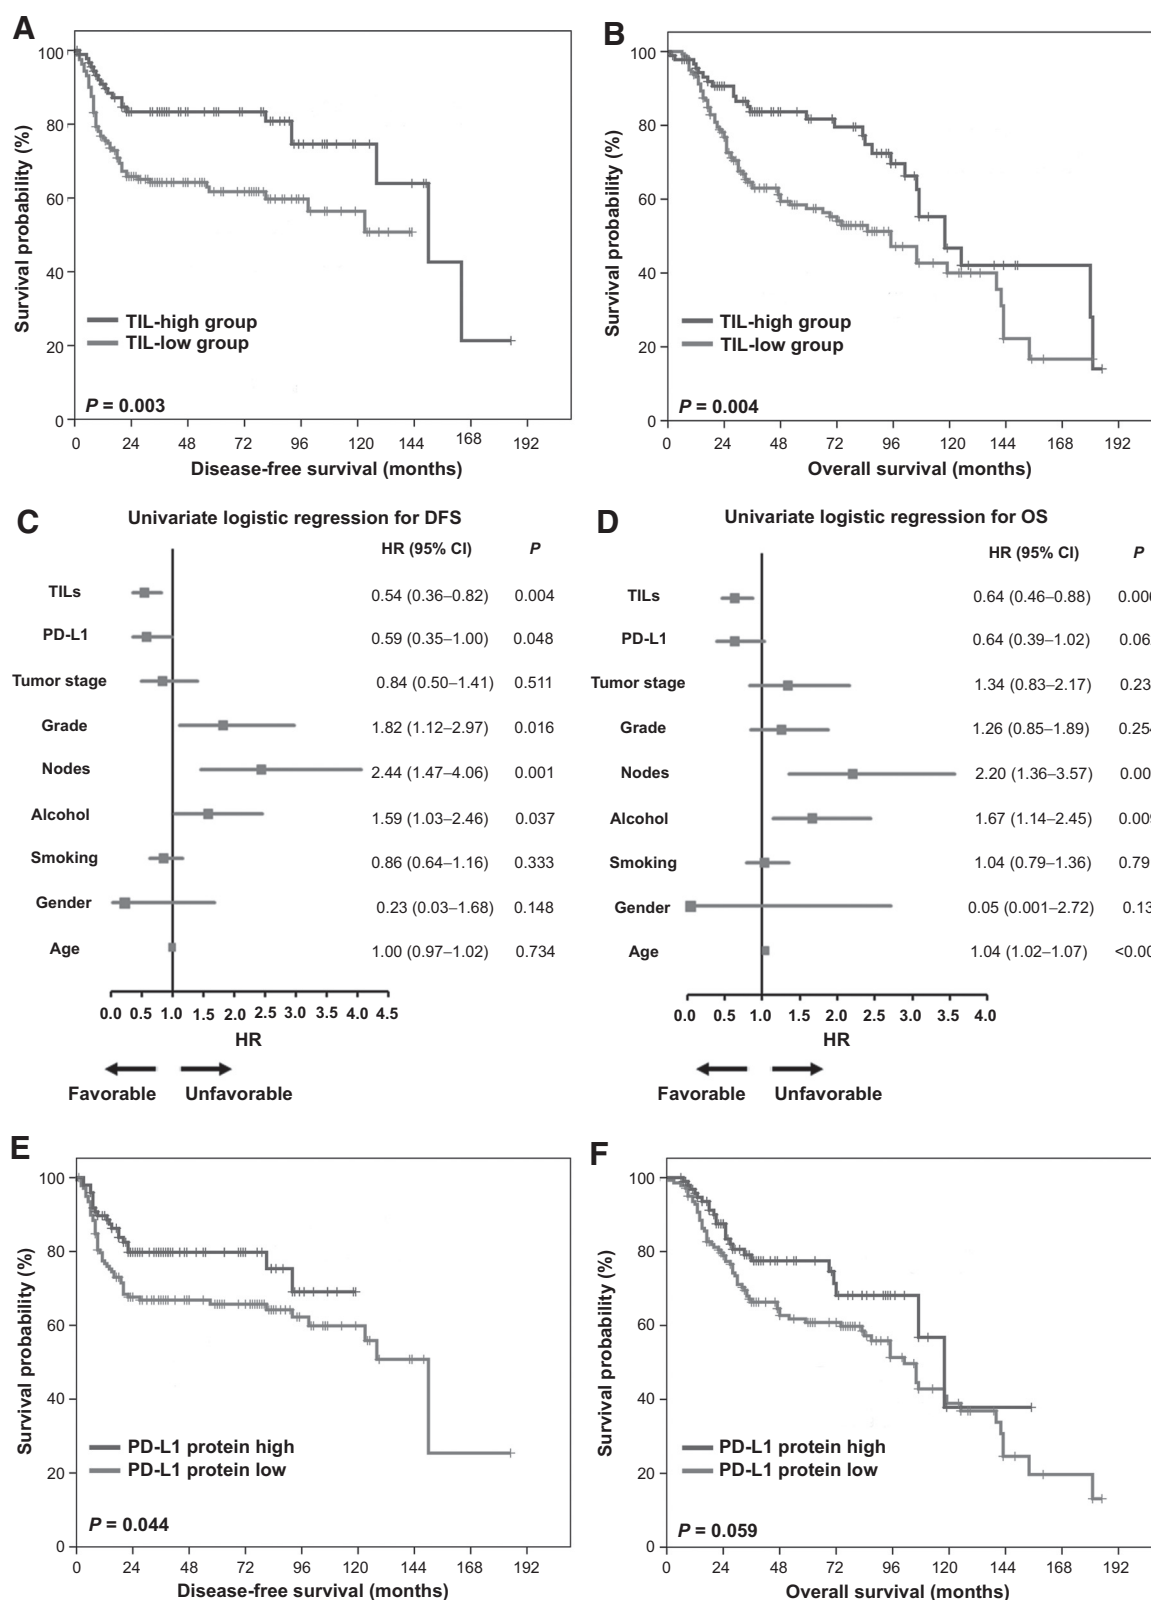 A
Survival probability (%)
100
80
60
40
20
0
TIL-high group
TIL-low group
P = 0.003
0 24 48 72 96 120 144 168 192
Disease-free survival (months)
B
Survival probability (%)
100
80
60
40
20
0
TIL-high group
TIL-low group
P = 0.004
0 24 48 72 96 120 144 168 192
Overall survival (months)
C
Univariate logistic regression for DFS
HR (95% CI) P
TILs 0.54 (0.36–0.82) 0.004
PD-L1 0.59 (0.35–1.00) 0.048
Tumor stage 0.84 (0.50–1.41) 0.511
Grade 1.82 (1.12–2.97) 0.016
Nodes 2.44 (1.47–4.06) 0.001
Alcohol 1.59 (1.03–2.46) 0.037
Smoking 0.86 (0.64–1.16) 0.333
Gender 0.23 (0.03–1.68) 0.148
Age 1.00 (0.97–1.02) 0.734
0.0 0.5 1.0 1.5 2.0 2.5 3.0 3.5 4.5
HR
Favorable Unfavorable
D
Univariate logistic regression for OS
HR (95% CI) P
TILs 0.64 (0.46–0.88) 0.00
PD-L1 0.64 (0.39–1.02) 0.06
Tumor stage 1.34 (0.83–2.17) 0.23
Grade 1.26 (0.85–1.89) 0.25
Nodes 2.20 (1.36–3.57) 0.00
Alcohol 1.67 (1.14–2.45) 0.00
Smoking 1.04 (0.79–1.36) 0.79
Gender 0.05 (0.001–2.72) 0.13
Age 1.04 (1.02–1.07) <0.00
0.0 0.5 1.0 1.5 2.0 2.5 3.0 3.5 4.0
HR
Favorable Unfavorable
E
Survival probability (%)
100
80
60
40
20
0
PD-L1 protein high
PD-L1 protein low
P = 0.044
0 24 48 72 96 120 144 168 192
Disease-free survival (months)
F
Survival probability (%)
100
80
60
40
20
0
PD-L1 protein high
PD-L1 protein low
P = 0.059
0 24 48 72 96 120 144 168 192
Overall survival (months)